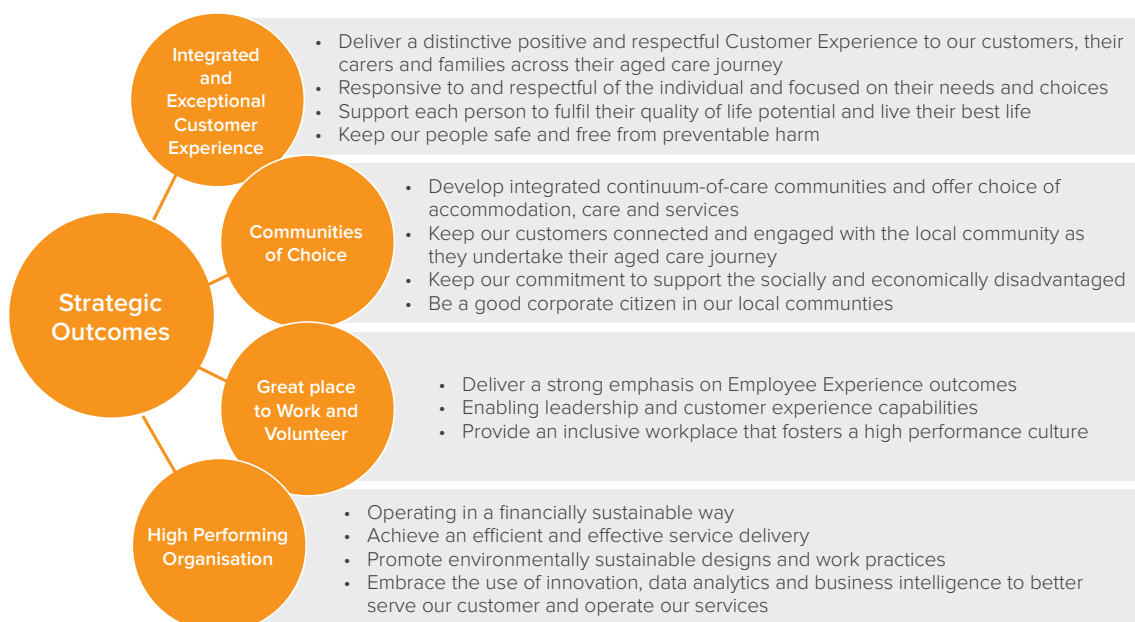 Strategic
Outcomes
Integrated
and
Exceptional
Customer
Experience
• Deliver a distinctive positive and respectful Customer Experience to our customers, their
carers and families across their aged care journey
• Responsive to and respectful of the individual and focused on their needs and choices
• Support each person to fulfil their quality of life potential and live their best life
• Keep our people safe and free from preventable harm
Communities
of Choice
• Develop integrated continuum-of-care communities and offer choice of
accommodation, care and services
• Keep our customers connected and engaged with the local community as
they undertake their aged care journey
• Keep our commitment to support the socially and economically disadvantaged
• Be a good corporate citizen in our local communties
Great place
to Work and
Volunteer
• Deliver a strong emphasis on Employee Experience outcomes
• Enabling leadership and customer experience capabilities
• Provide an inclusive workplace that fosters a high performance culture
High Performing
Organisation
• Operating in a financially sustainable way
• Achieve an efficient and effective service delivery
• Promote environmentally sustainable designs and work practices
• Embrace the use of innovation, data analytics and business intelligence to better
serve our customer and operate our services